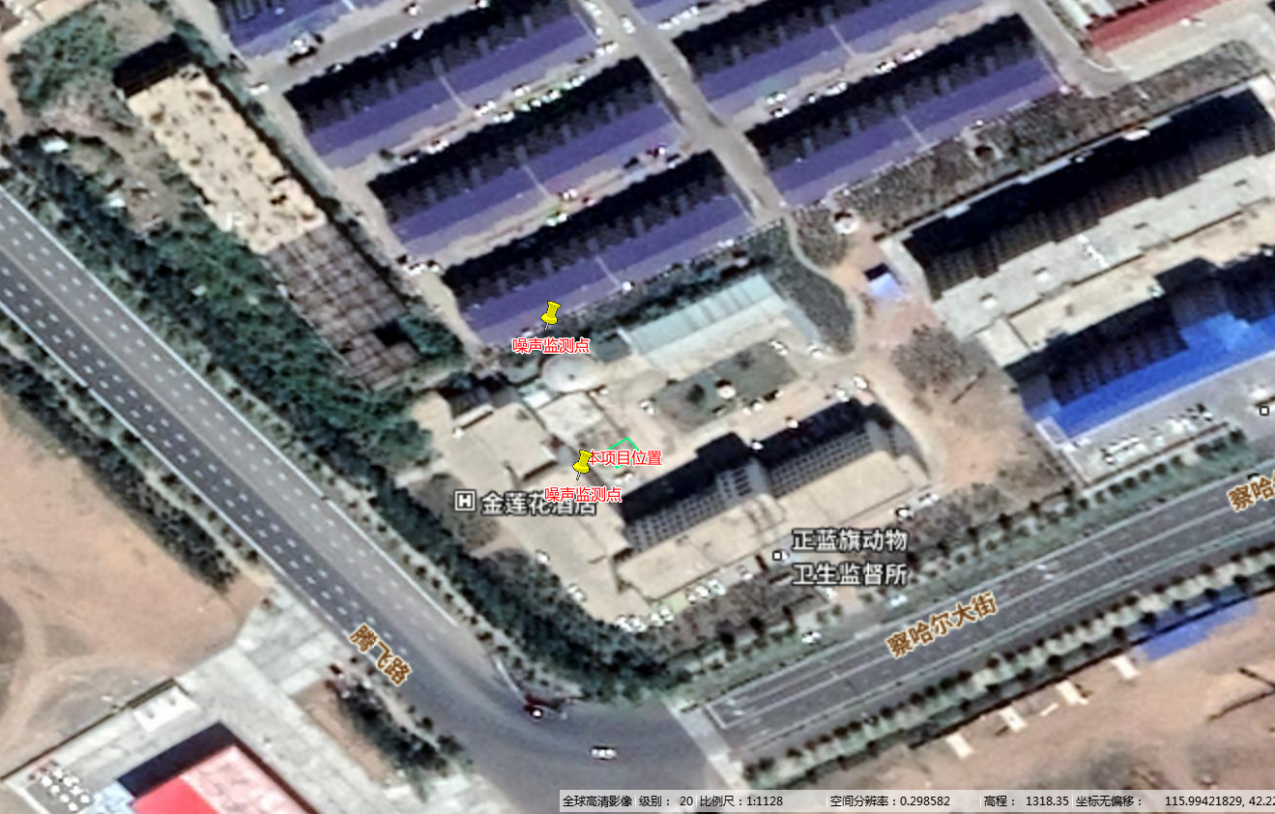 噪声监测点
本项目位置
噪声监测点
H 金莲花酒店
正蓝旗动物
卫生监督所
察哈
察哈尔大街
腾飞路
全球高清影像 级别： 20 比例尺：1:1128 空间分辨率：0.298582 高程： 1318.35 坐标无偏移： 115.99421829, 42.22